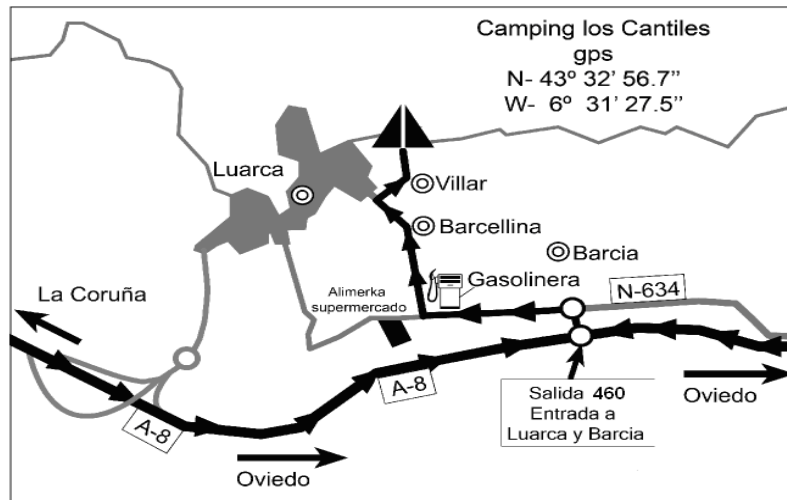 Camping los Cantiles
gps
N- 43º 32’ 56.7”
W-  6º  31’ 27.5”
Luarca
Villar
Barcellina
Barcia
Gasolinera
La Coruña
Alimerka
supermercado
N-634
A-8
A-8
Salida 460
Entrada a
Luarca y Barcia
Oviedo
Oviedo